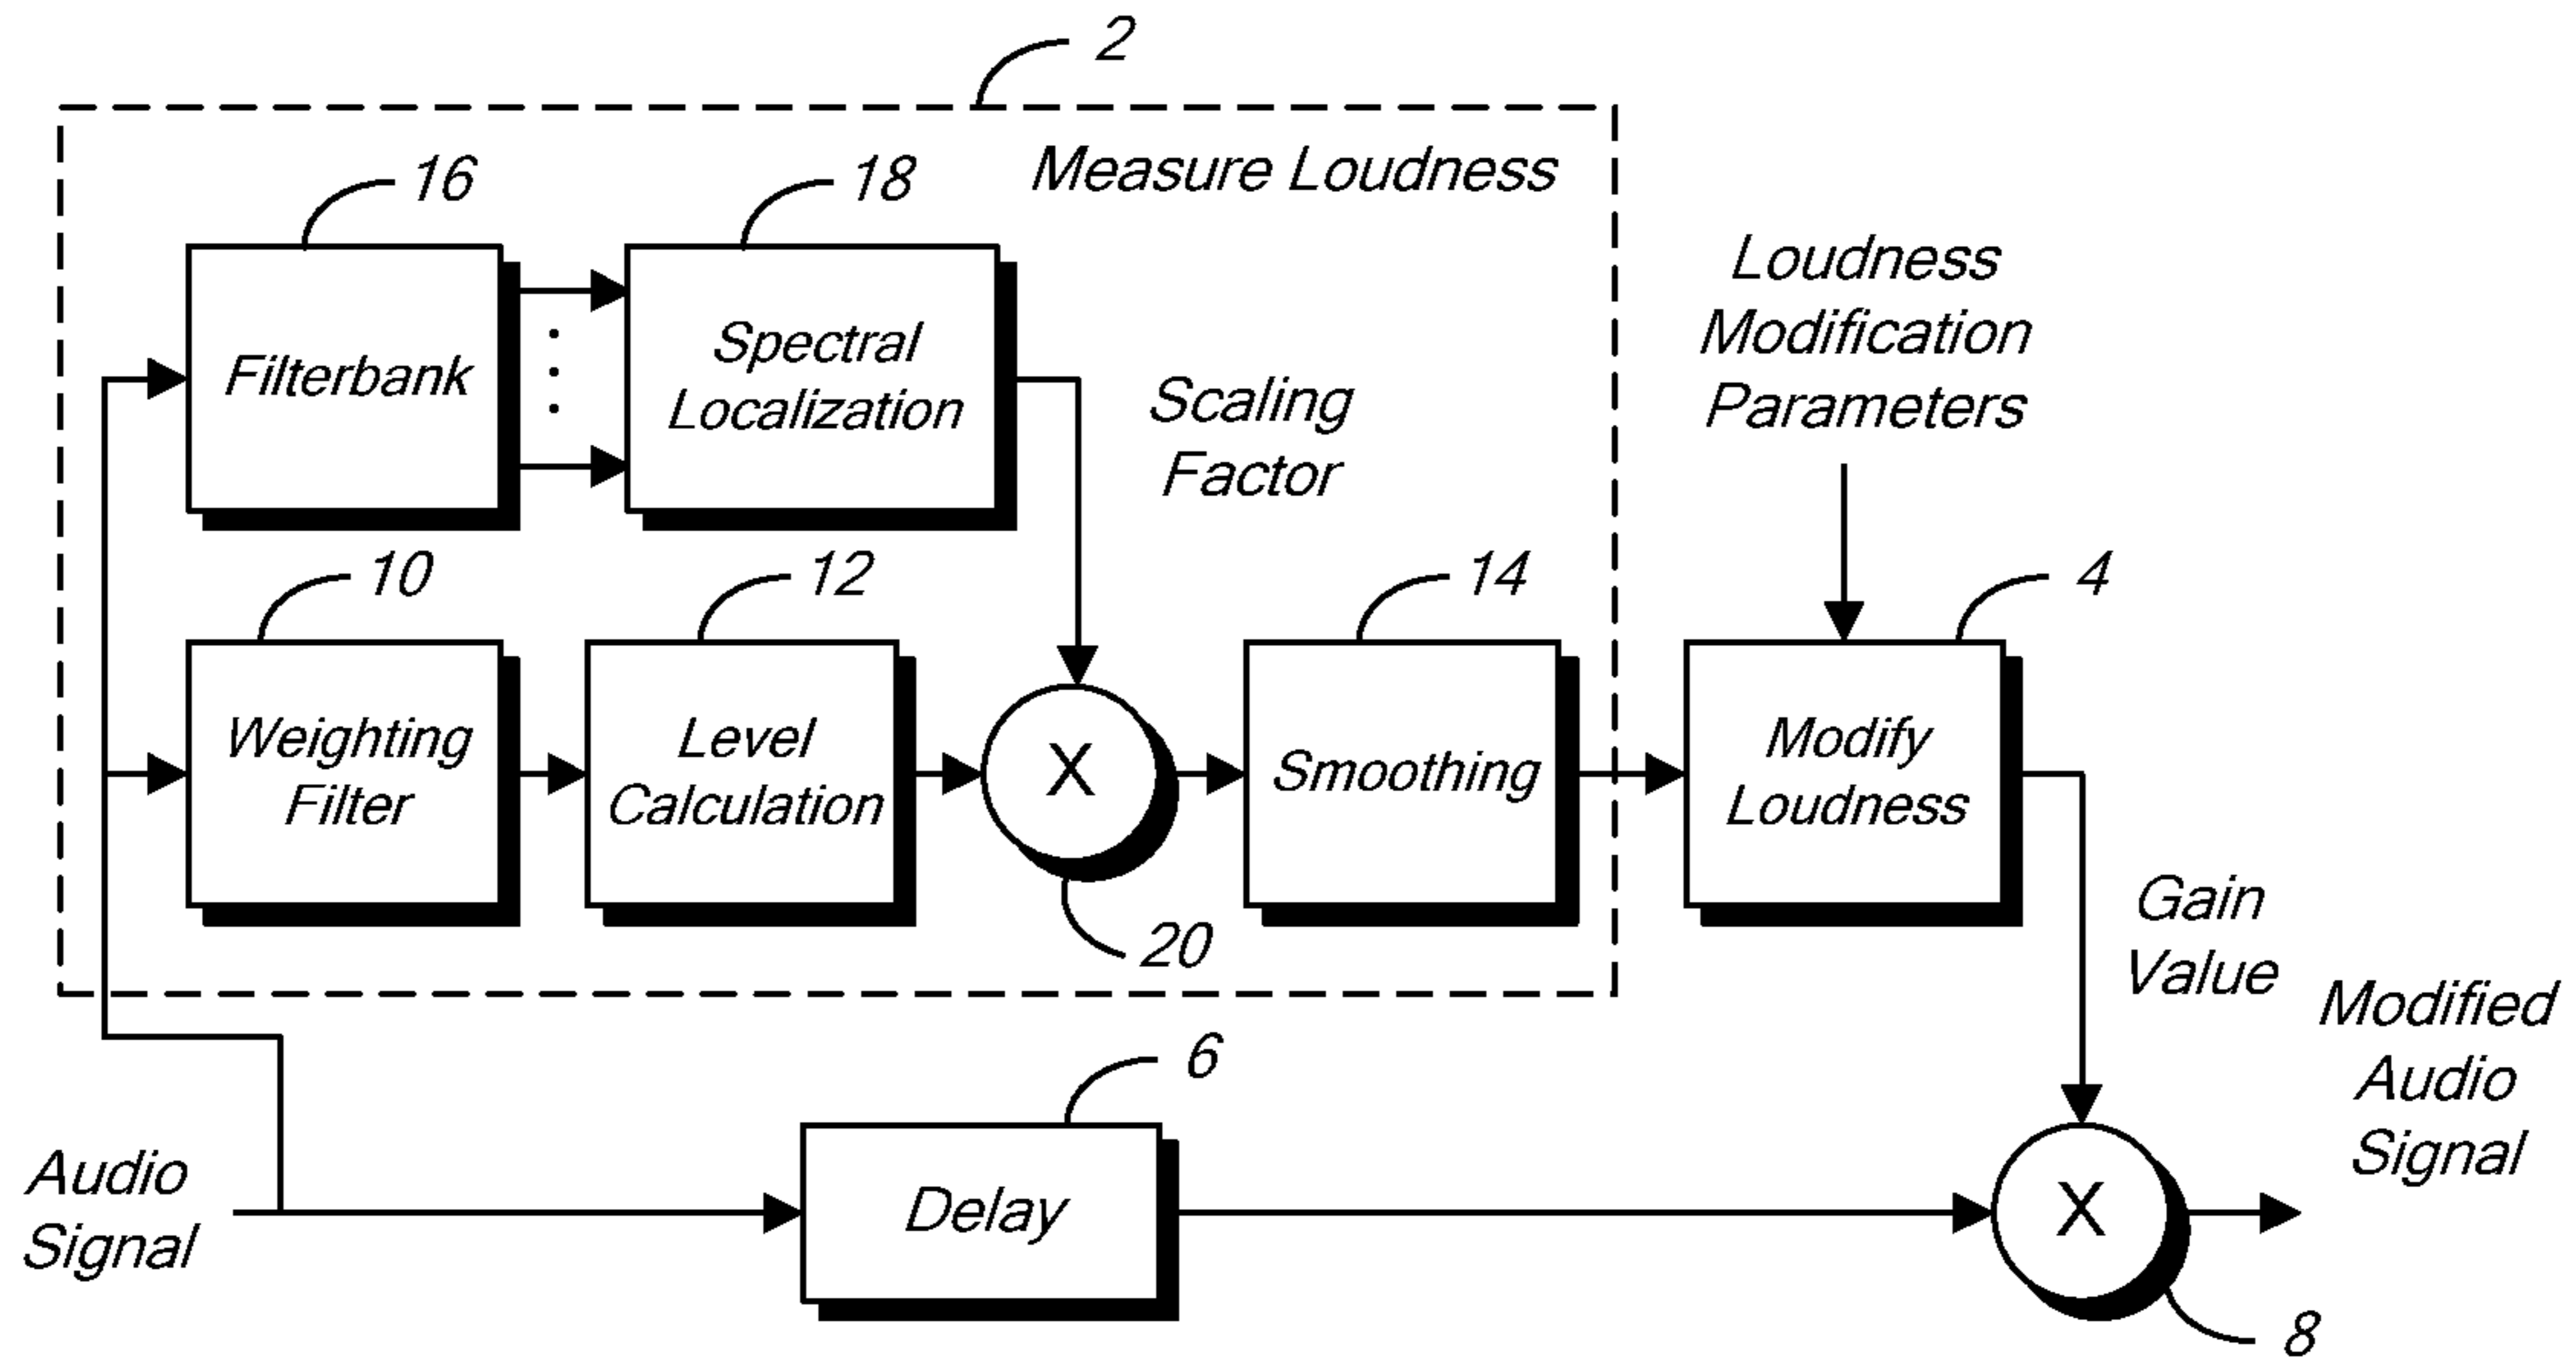 2
Measure Loudness
16
18
Filterbank
Spectral
Localization
Scaling
Factor
Loudness
Modification
Parameters
10
12
14
4
Weighting
Filter
Level
Calculation
X
20
Smoothing
Modify
Loudness
Gain
Value
Modified
Audio
Signal
Audio
Signal
6
Delay
X
8